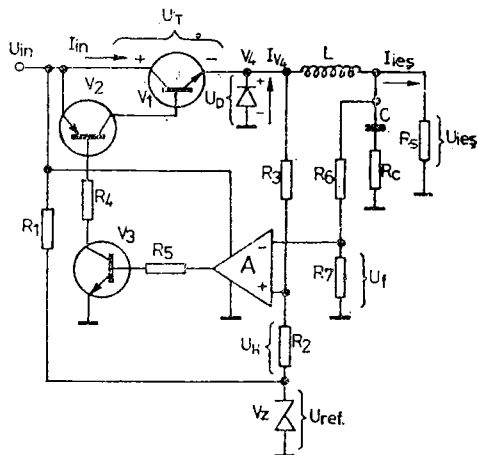 U_T
U_in
I_in
+
−
V_4
I_V4
L
I_ieş
V_2
V_1
U_D
+
−
C
R_3
R_6
R_s
U_ieş
R_c
R_4
R_1
V_3
R_5
A
−
+
R_7
U_f
U_h
R_2
V_z
U_ref.